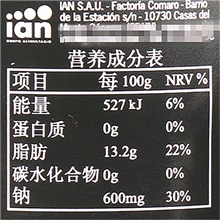 IAN S.A.U. - Factoría Comaro - Barrio
de la Estación s/n - 10730 Casas del
ian
GRUPO ALIMENTARIO
营养成分表
项目 每100g NRV %
能量 527 kJ 6%
蛋白质 0g 0%
脂肪 13.2g 22%
碳水化合物 0g 0%
钠 600mg 30%